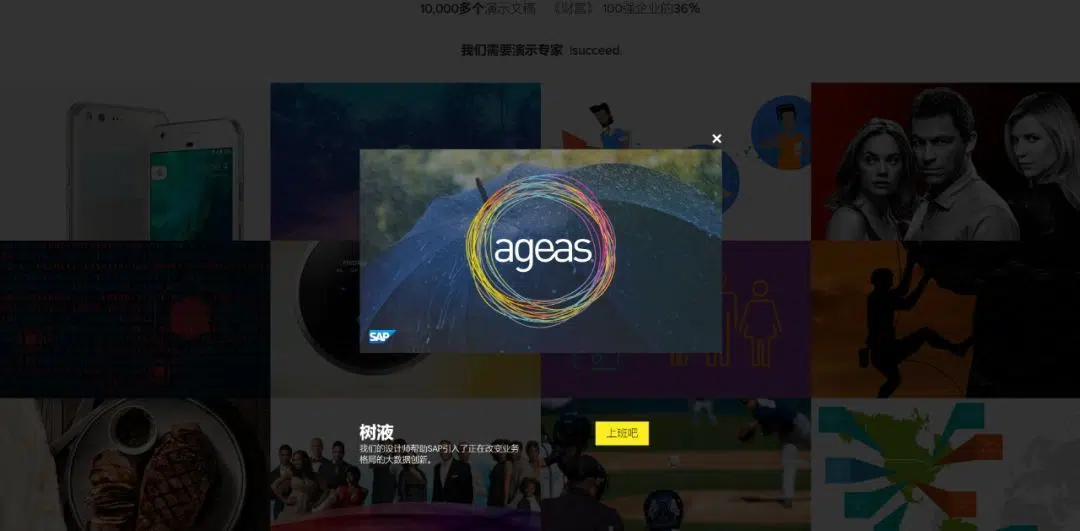 10,000多个演示文稿 《财富》 100强企业的36%
我们需要演示专家 !succeed.
ageas
SAP
树液
上班吧
我们的设计师帮助SAP引入了正在改变业务
格局的大数据创新。